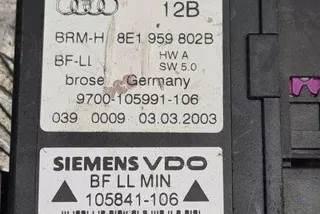 12B
BRM-H 8E1 959 802B
BF-LL HW A
SW 5.0
brose Germany
9700-105991-106
039 0009 03.03.2003
SIEMENS VDO
BF LL MIN
105841-106